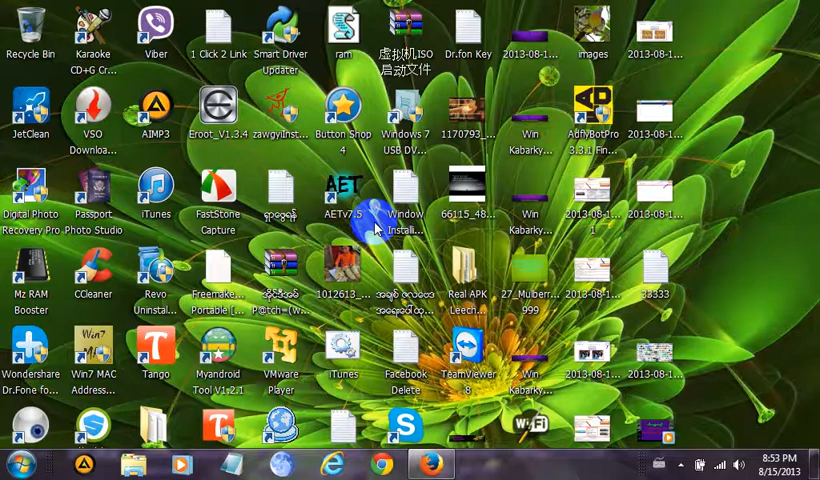 Recycle Bin
Karaoke
CD+G Cr...
Viber
1 Click 2 Link
Smart Driver
Updater
ram
虚拟机ISO
启动文件
Dr.fon Key
2013-08-1...
images
2013-08-1...
JetClean
VSO
Downloa...
AIMP3
Eroot_V1.3.4
zawgyiInst...
Button Shop
4
Windows 7
USB DV...
1170793_...
Win
Kabarky...
AdflyBotPro
3.3.1 Fin...
2013-08-1...
Digital Photo
Recovery Pro
Passport
Photo Studio
iTunes
FastStone
Capture
AETv7.5
Window
Installi...
66115_48...
Win
Kabarky...
2013-08-1...
1
2013-08-1...
Mz RAM
Booster
CCleaner
Revo
Uninstal...
Freemake...
Portable [...
P@tch=(w...
1012613_...
Real APK
Leech...
27_Mulberr...
999
2013-08-1...
33333
Wondershare
Dr.Fone fo...
Win7 MAC
Address...
Tango
Myandroid
Tool V1.2.1
VMware
Player
iTunes
Facebook
Delete
TeamViewer
8
Win
Kabarky...
2013-08-1...
2013-08-1...
8:53 PM
8/15/2013